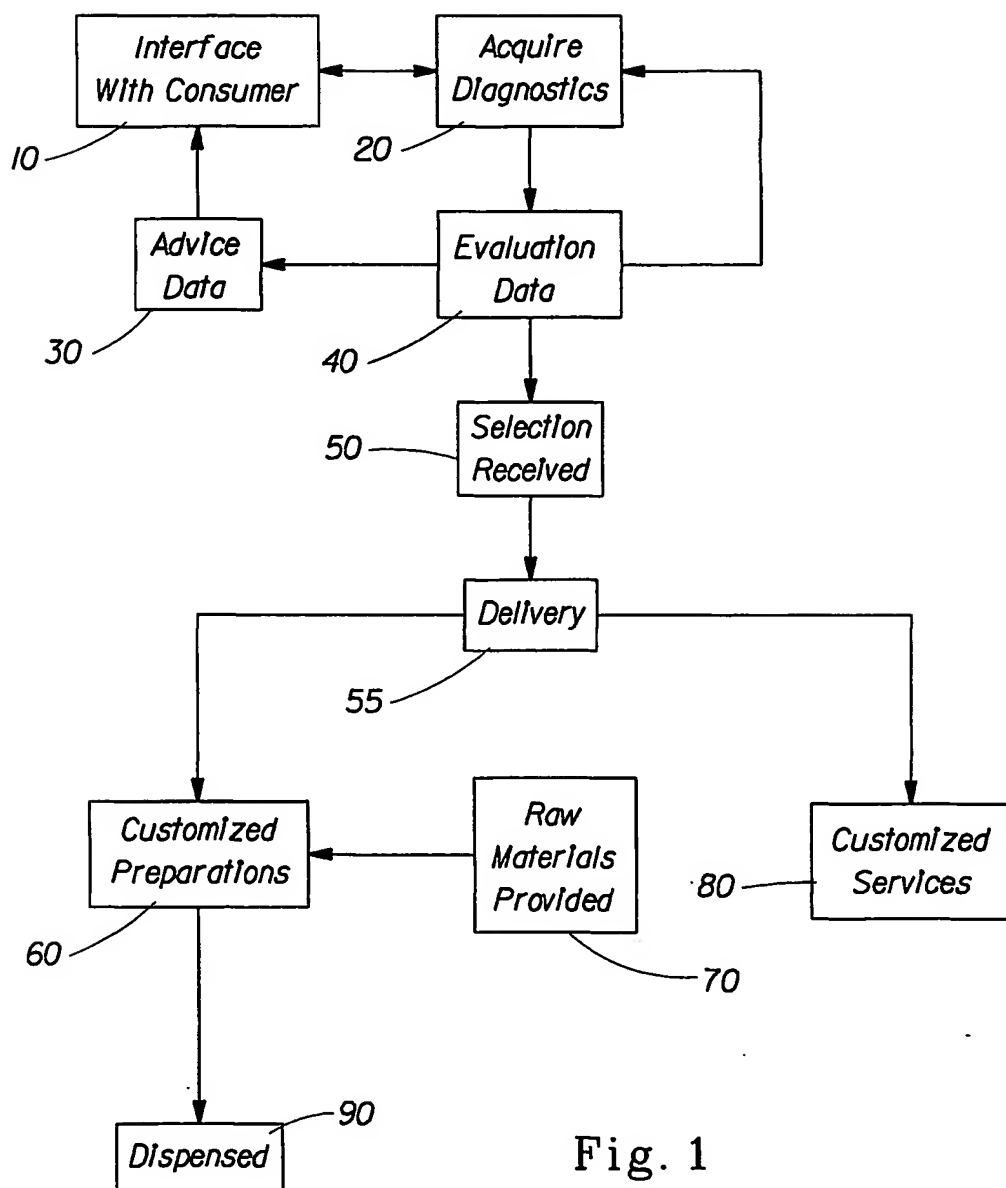 Interface
With Consumer
10
Acquire
Diagnostics
20
Advice
Data
30
Evaluation
Data
40
Selection
Received
50
Delivery
55
Customized
Preparations
60
Raw
Materials
Provided
70
Customized
Services
80
Dispensed
90
Fig. 1